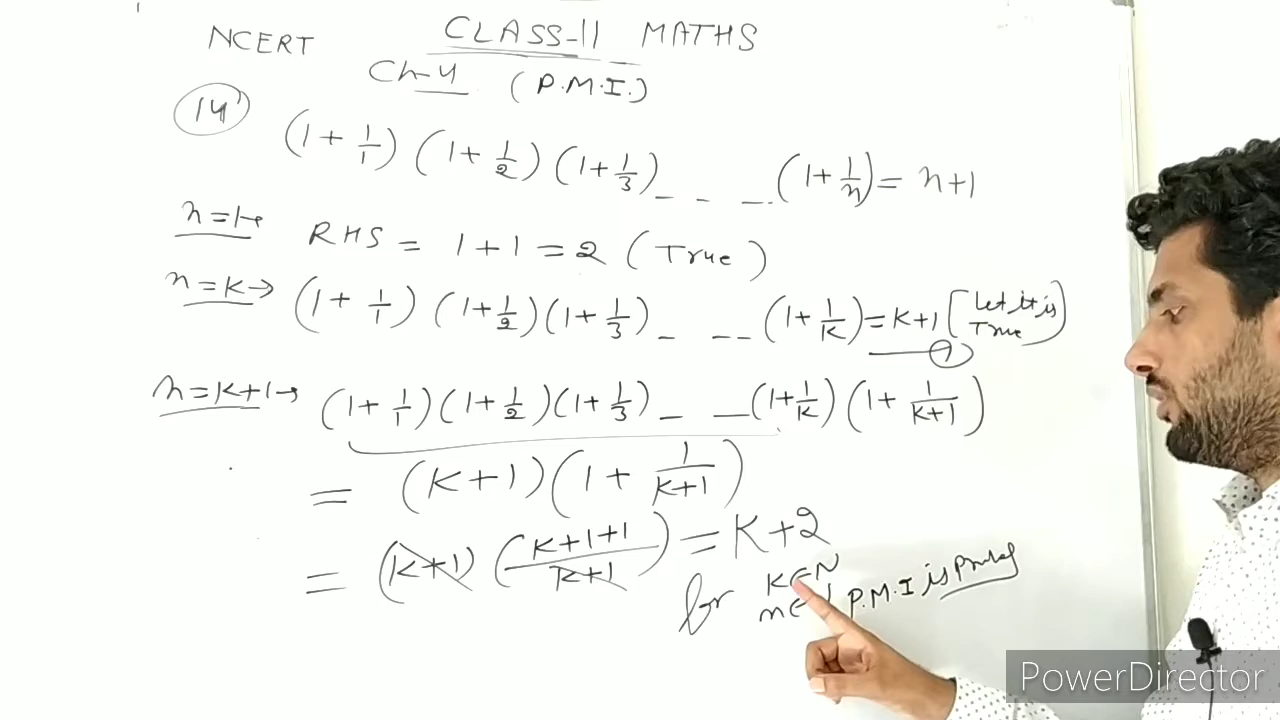 NCERT CLASS-11 MATHS
Ch-4 (P.M.I.)
14 (1 + 1/1) (1 + 1/2) (1 + 1/3) _ _ _ _ (1 + 1/n) = n+1
n=1→ RHS = 1+1 = 2 (True)
n=K→ (1 + 1/1) (1 + 1/2) (1 + 1/3) _ _ _ _ (1 + 1/K) = K+1 [Let it is True)
1
n=K+1→ (1 + 1/1) (1 + 1/2) (1 + 1/3) _ _ (1 + 1/K) (1 + 1/K+1)
= (K+1) (1 + 1/K+1)
= (K+1) (K+1+1/K+1) = K+2
for K∈N
n∈ P.M.I is
PowerDirector